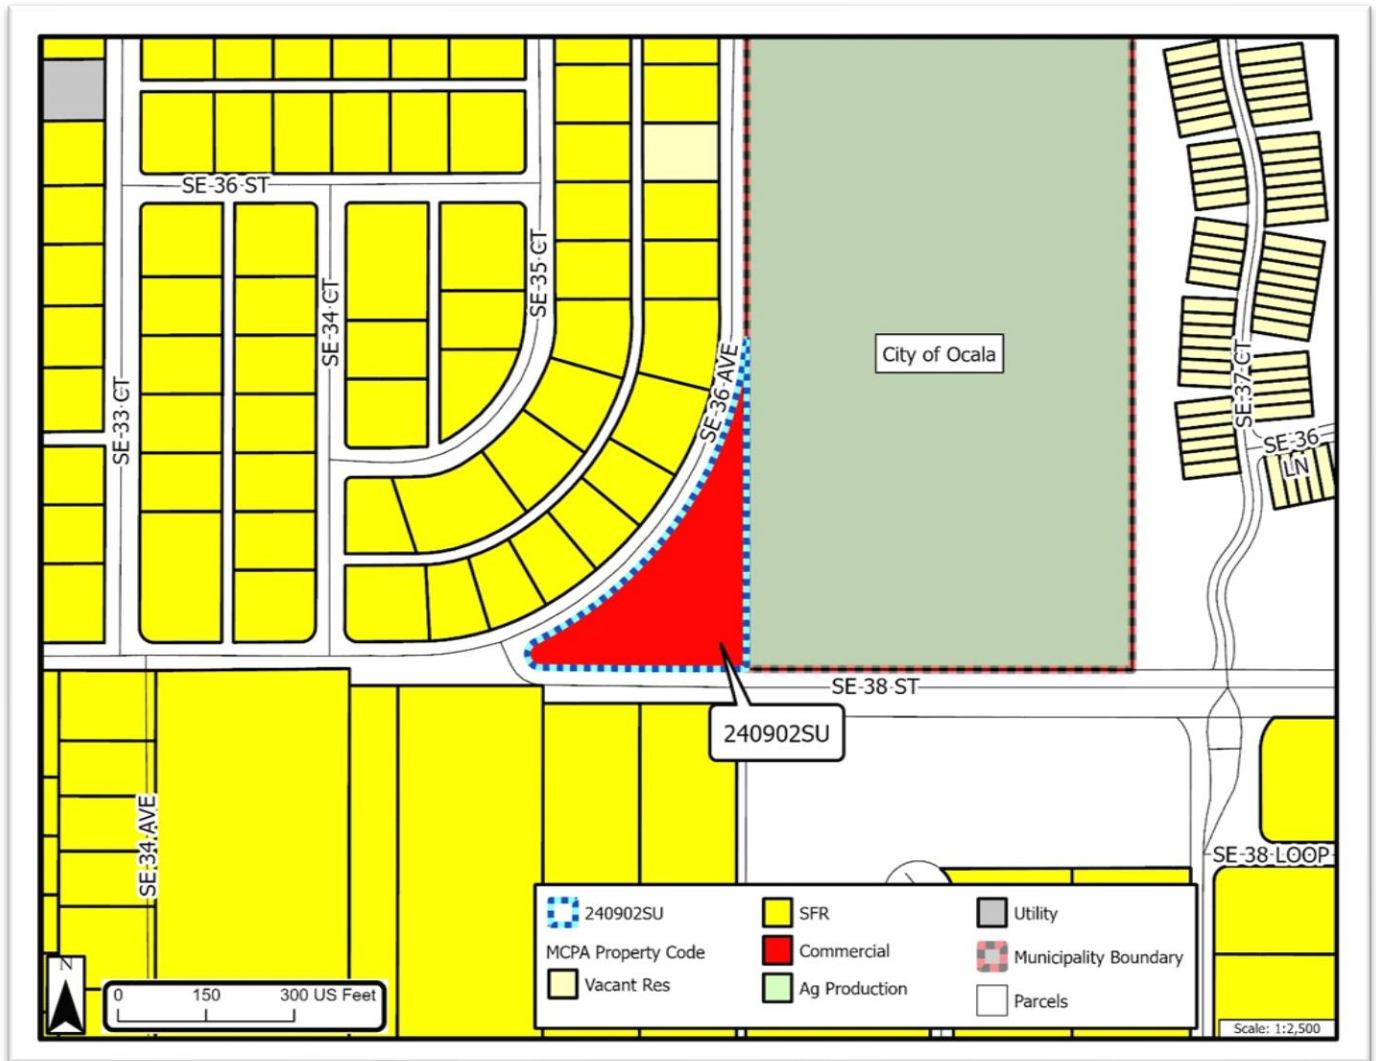 SE 36 ST
SE 35 CT
SE 34 CT
SE 33 CT
SE 36 AVE
City of Ocala
SE 37 CT
SE 36
LN
SE 38 ST
240902SU
SE 34 AVE
SE 38 LOOP
240902SU
MCPA Property Code
Vacant Res
SFR
Commercial
Ag Production
Utility
Municipality Boundary
Parcels
N
0 150 300 US Feet
Scale: 1:2,500